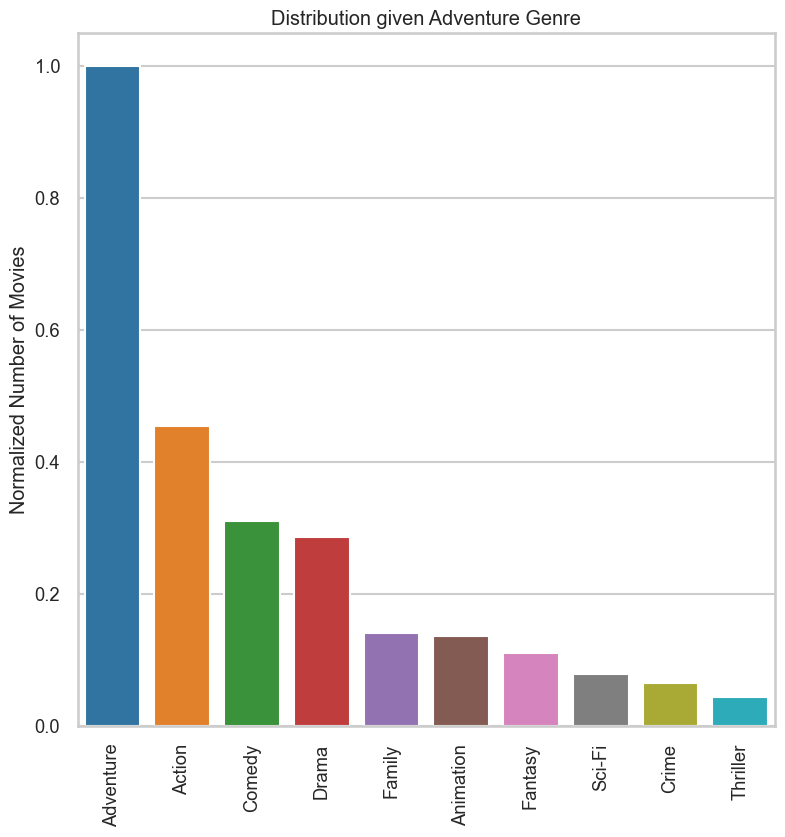 Distribution given Adventure Genre
Normalized Number of Movies
1.0
0.8
0.6
0.4
0.2
0.0
Adventure
Action
Comedy
Drama
Family
Animation
Fantasy
Sci-Fi
Crime
Thriller